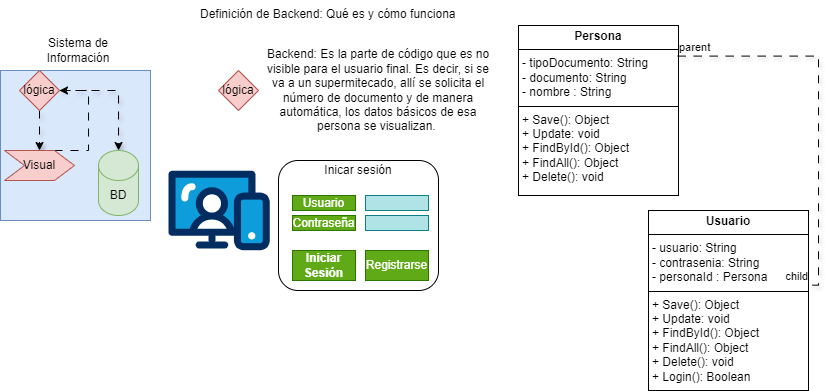 Definición de Backend: Qué es y cómo funciona
Sistema de
Información
lógica
Visual
BD
lógica
Backend: Es la parte de código que es no
visible para el usuario final. Es decir, si se
va a un supermitecado, allí se solicita el
número de documento y de manera
automática, los datos básicos de esa
persona se visualizan.
Inicar sesión
Usuario
Contraseña
Iniciar
Sesión
Registrarse
Persona
parent
- tipoDocumento: String
- documento: String
- nombre : String
+ Save(): Object
+ Update: void
+ FindById(): Object
+ FindAll(): Object
+ Delete(): void
Usuario
- usuario: String
- contrasenia: String
- personaId : Persona
child
+ Save(): Object
+ Update: void
+ FindById(): Object
+ FindAll(): Object
+ Delete(): void
+ Login(): Boolean